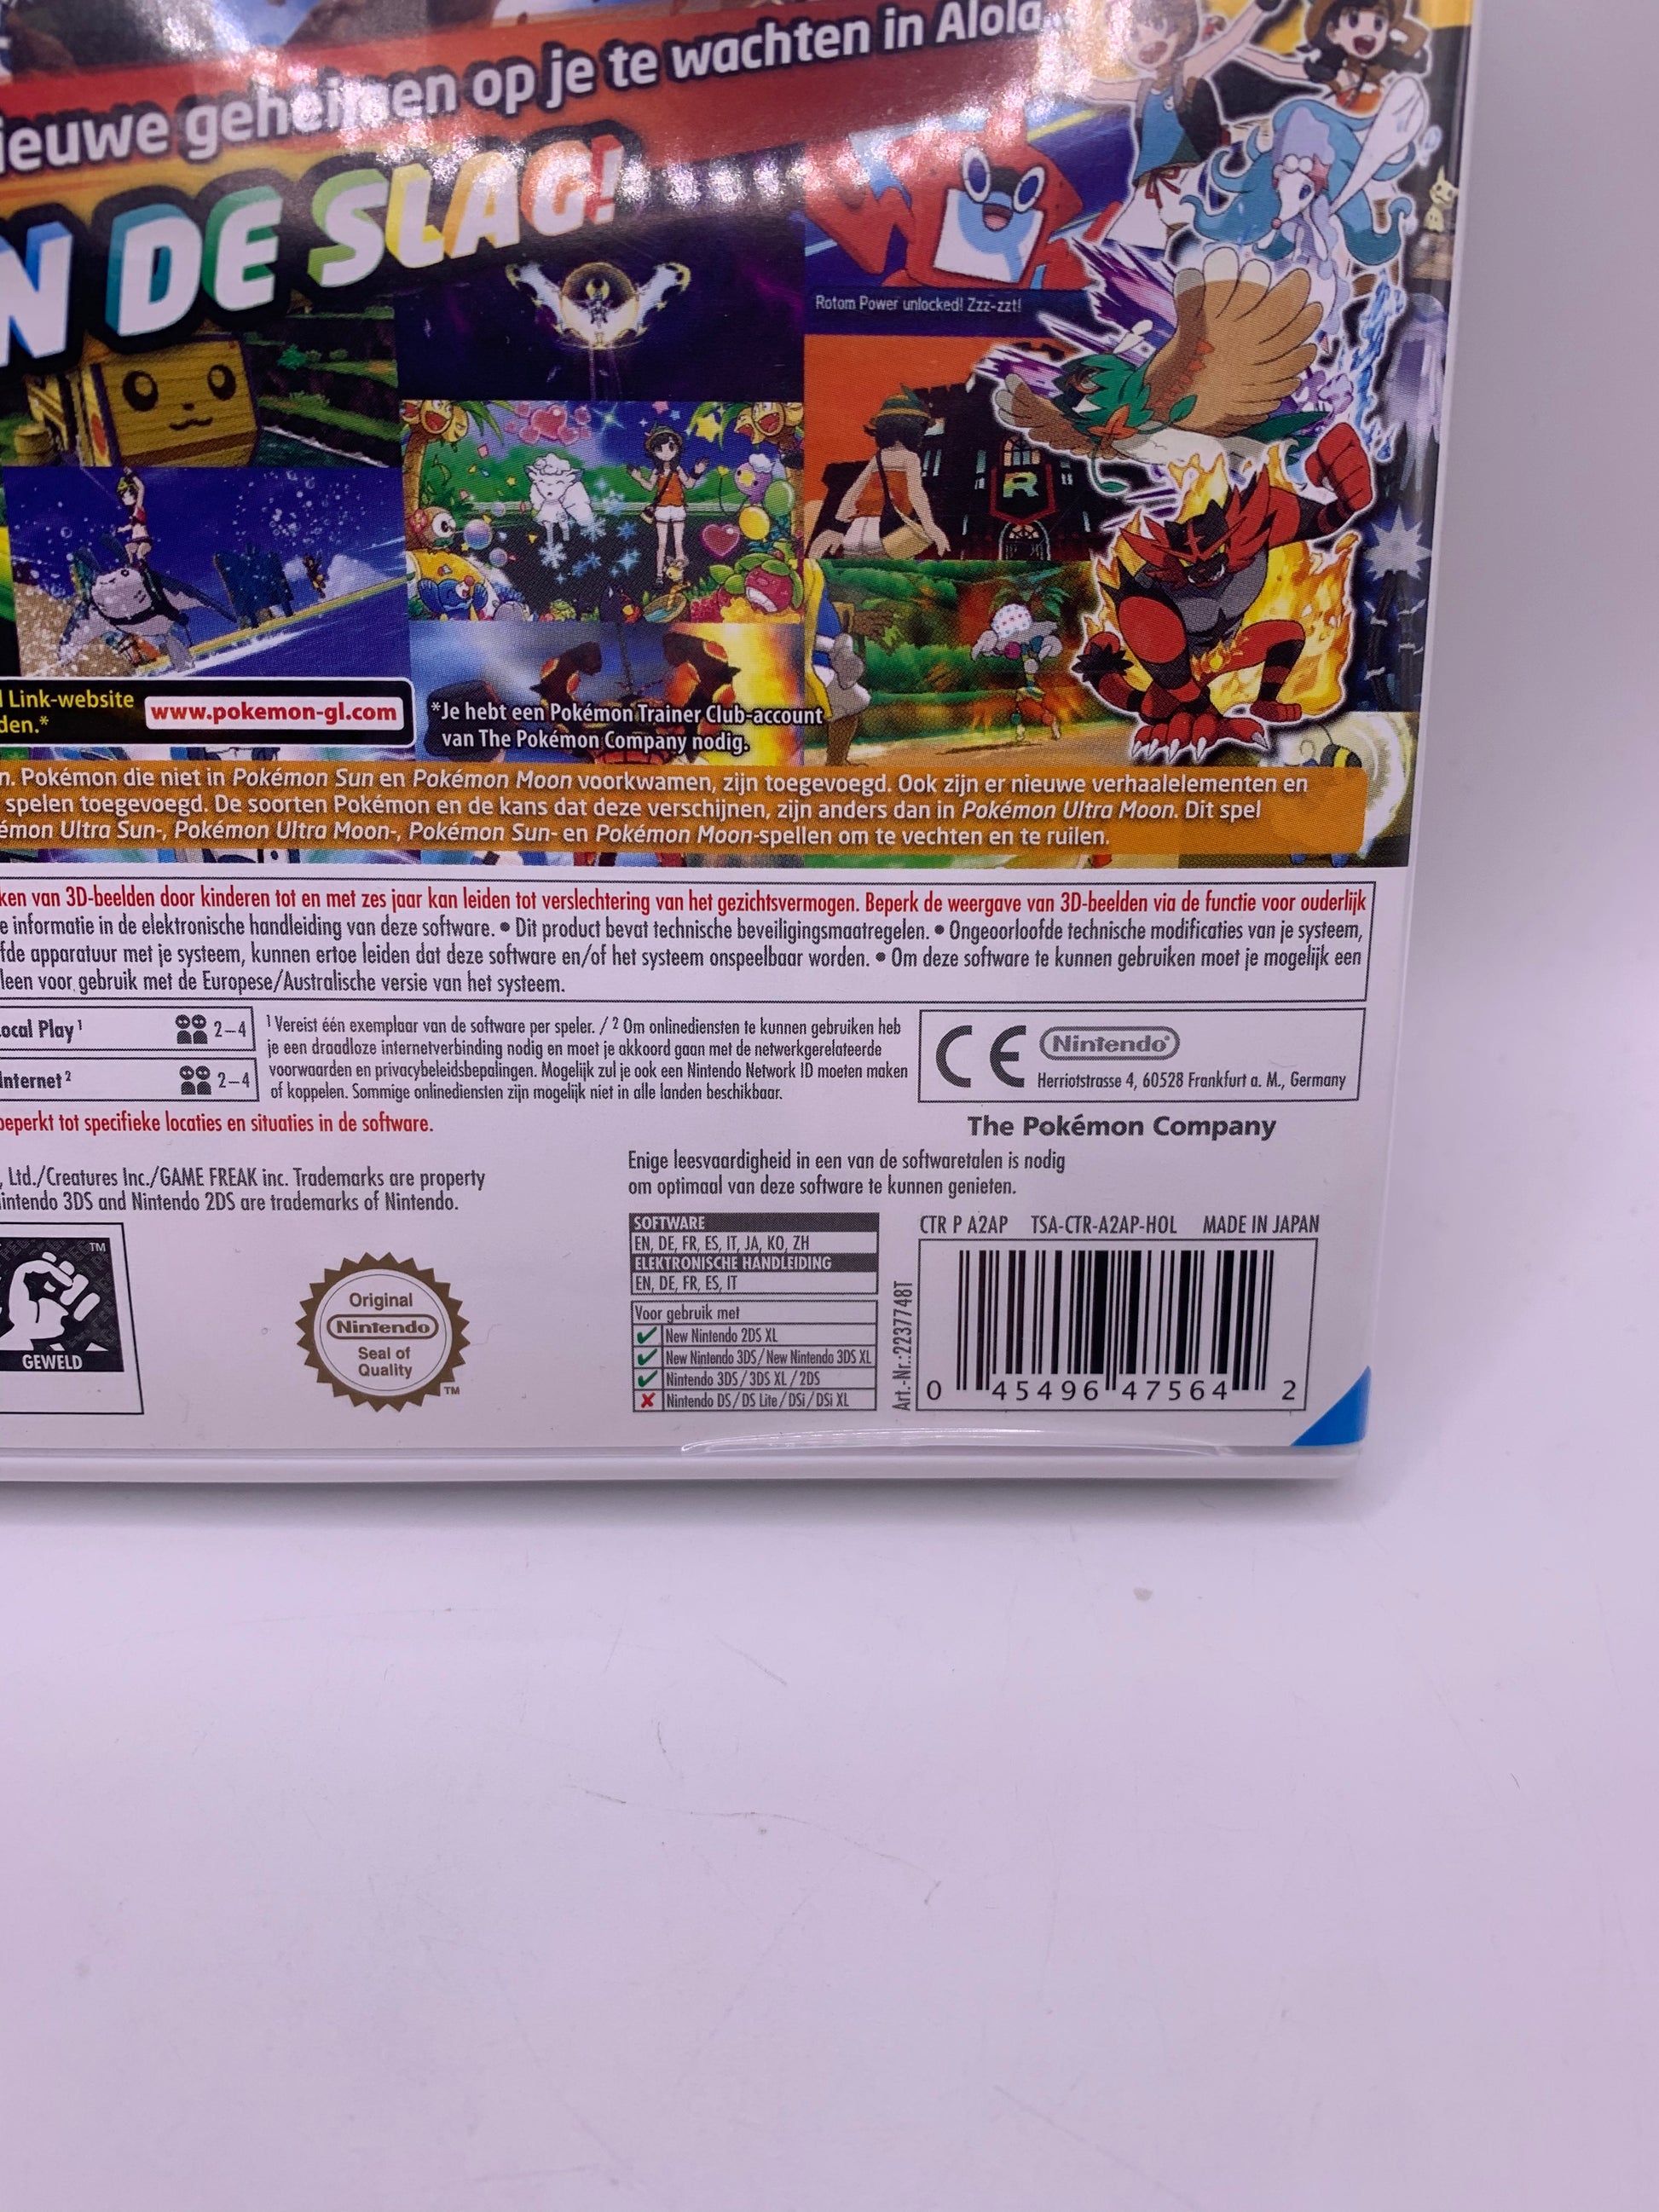 ieuwe geheimen op je te wachten in Alola.
N DE SLAG!
Rotom Power unlocked! Zzz-zzt!
R
Link-website
den.*
www.pokemon-gl.com
*Je hebt een Pokémon Trainer Club-account
van The Pokémon Company nodig.
n. Pokémon die niet in Pokémon Sun en Pokémon Moon voorkwamen, zijn toegevoegd. Ook zijn er nieuwe verhaalelementen en
spelen toegevoegd. De soorten Pokémon en de kans dat deze verschijnen, zijn anders dan in Pokémon Ultra Moon. Dit spel
émon Ultra Sun-, Pokémon Ultra Moon-, Pokémon Sun- en Pokémon Moon-spellen om te vechten en te ruilen.
ken van 3D-beelden door kinderen tot en met zes jaar kan leiden tot verslechtering van het gezichtsvermogen. Beperk de weergave van 3D-beelden via de functie voor ouderlijk
e informatie in de elektronische handleiding van deze software. • Dit product bevat technische beveiligingsmaatregelen. • Ongeoorloofde technische modificaties van je systeem,
fde apparatuur met je systeem, kunnen ertoe leiden dat deze software en/of het systeem onspeelbaar worden. • Om deze software te kunnen gebruiken moet je mogelijk een
leen voor gebruik met de Europese/Australische versie van het systeem.
ocal Play¹ 2–4
Internet² 2–4
¹ Vereist één exemplaar van de software per speler. / ² Om onlinediensten te kunnen gebruiken heb
je een draadloze internetverbinding nodig en moet je akkoord gaan met de netwerkgerelateerde
voorwaarden en privacybeleidsbepalingen. Mogelijk zul je ook een Nintendo Network ID moeten maken
of koppelen. Sommige onlinediensten zijn mogelijk niet in alle landen beschikbaar.
CE
Nintendo®
Herriotstrasse 4, 60528 Frankfurt a. M., Germany
beperkt tot specifieke locaties en situaties in de software.
The Pokémon Company
, Ltd./Creatures Inc./GAME FREAK inc. Trademarks are property
intendo 3DS and Nintendo 2DS are trademarks of Nintendo.
Enige leesvaardigheid in een van de softwaretalen is nodig
om optimaal van deze software te kunnen genieten.
TM
GEWELD
Original
Nintendo
Seal of
Quality
TM
SOFTWARE
EN, DE, FR, ES, IT, JA, KO, ZH
ELEKTRONISCHE HANDLEIDING
EN, DE, FR, ES, IT
Voor gebruik met
New Nintendo 2DS XL
New Nintendo 3DS/New Nintendo 3DS XL
Nintendo 3DS/3DS XL/2DS
Nintendo DS/DS Lite/DSi/DSi XL
Art.-Nr.:2237748T
CTR P A2AP TSA-CTR-A2AP-HOL MADE IN JAPAN
0 45496 47564 2